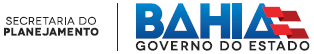 SECRETARIA DO
PLANEJAMENTO
BAHIA
GOVERNO DO ESTADO